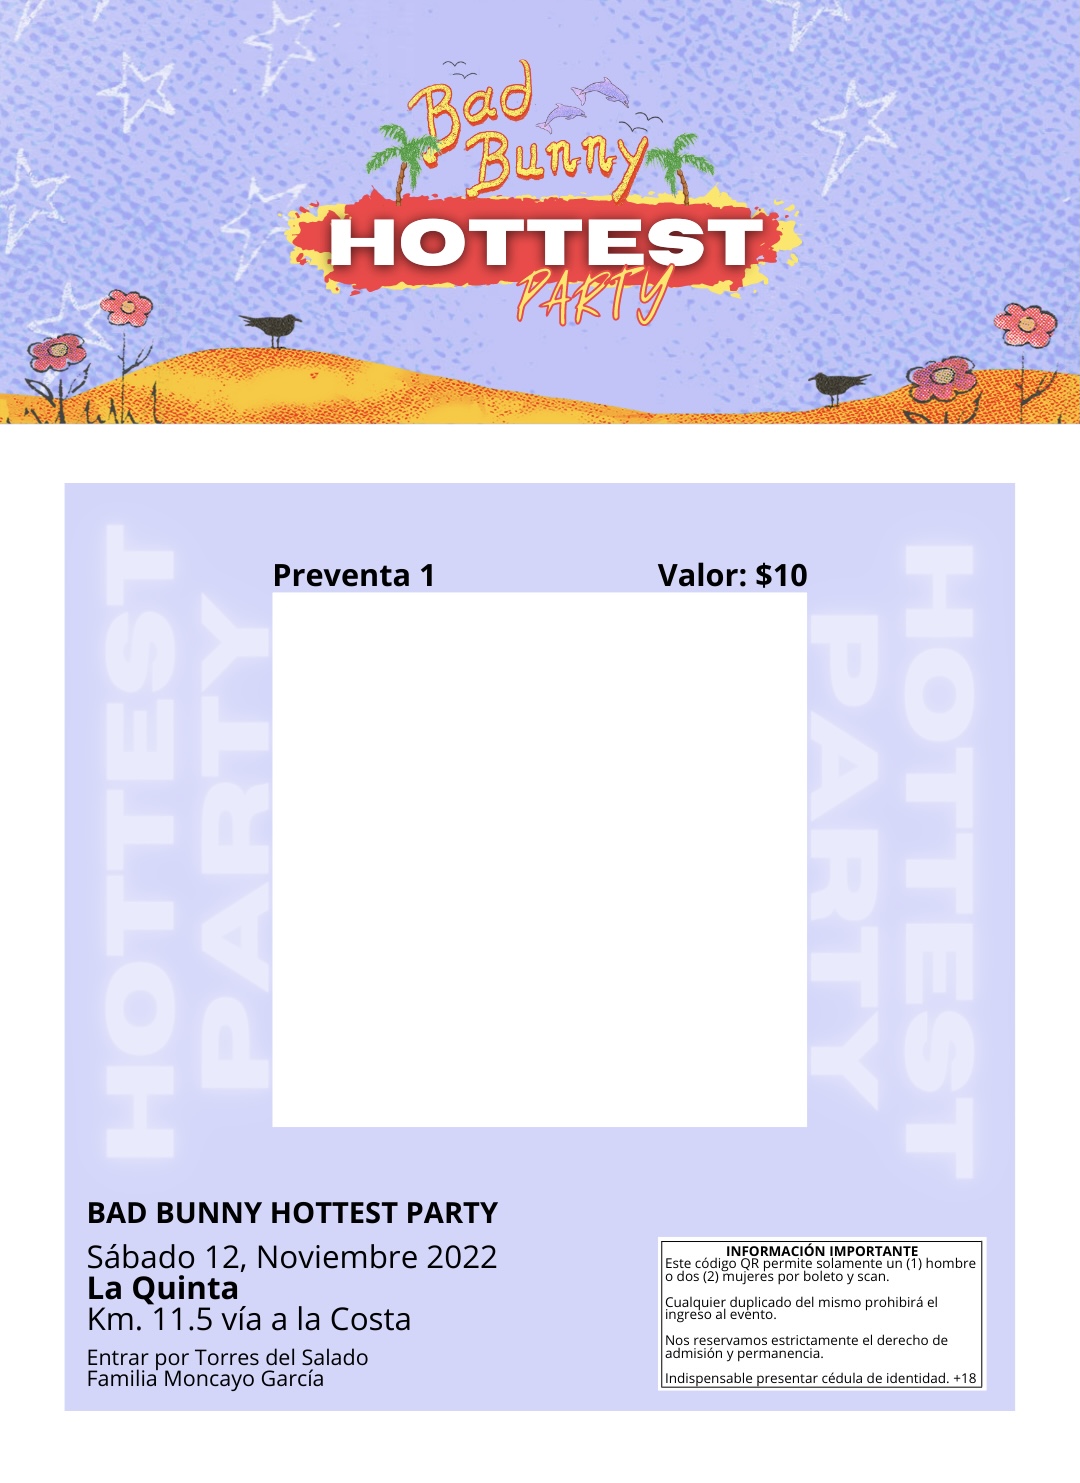 Bad
Bunny
HOTTEST
PARTY
Preventa 1
Valor: $10
HOTTEST
PARTY
PARTY
HOTTEST
BAD BUNNY HOTTEST PARTY
Sábado 12, Noviembre 2022
La Quinta
Km. 11.5 vía a la Costa
Entrar por Torres del Salado
Familia Moncayo García
INFORMACIÓN IMPORTANTE
Este código QR permite solamente un (1) hombre
o dos (2) mujeres por boleto y scan.
Cualquier duplicado del mismo prohibirá el
ingreso al evento.
Nos reservamos estrictamente el derecho de
admisión y permanencia.
Indispensable presentar cédula de identidad. +18